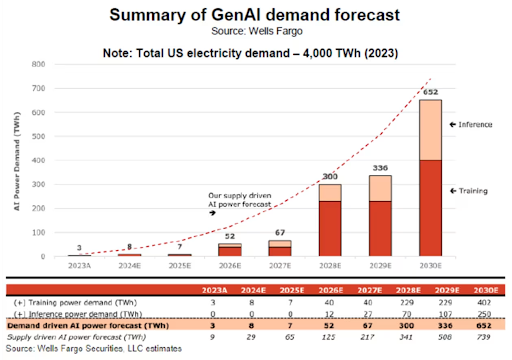 Summary of GenAI demand forecast
Source: Wells Fargo
Note: Total US electricity demand – 4,000 TWh (2023)
AI Power Demand (TWh)
800
700
600
500
400
300
200
100
0
3
8
7
52
67
300
336
652
Our supply driven
AI power forecast
Inference
Training
2023A 2024E 2025E 2026E 2027E 2028E 2029E 2030E
2023A 2024E 2025E 2026E 2027E 2028E 2029E 2030E
(+) Training power demand (TWh) 3 8 7 40 40 229 229 402
(+) Inference power demand (TWh) 0 0 0 12 27 70 107 250
Demand driven AI power forecast (TWh) 3 8 7 52 67 300 336 652
Supply driven AI power forecast (TWh) 9 29 65 125 217 341 508 739
Source: Wells Fargo Securities, LLC estimates